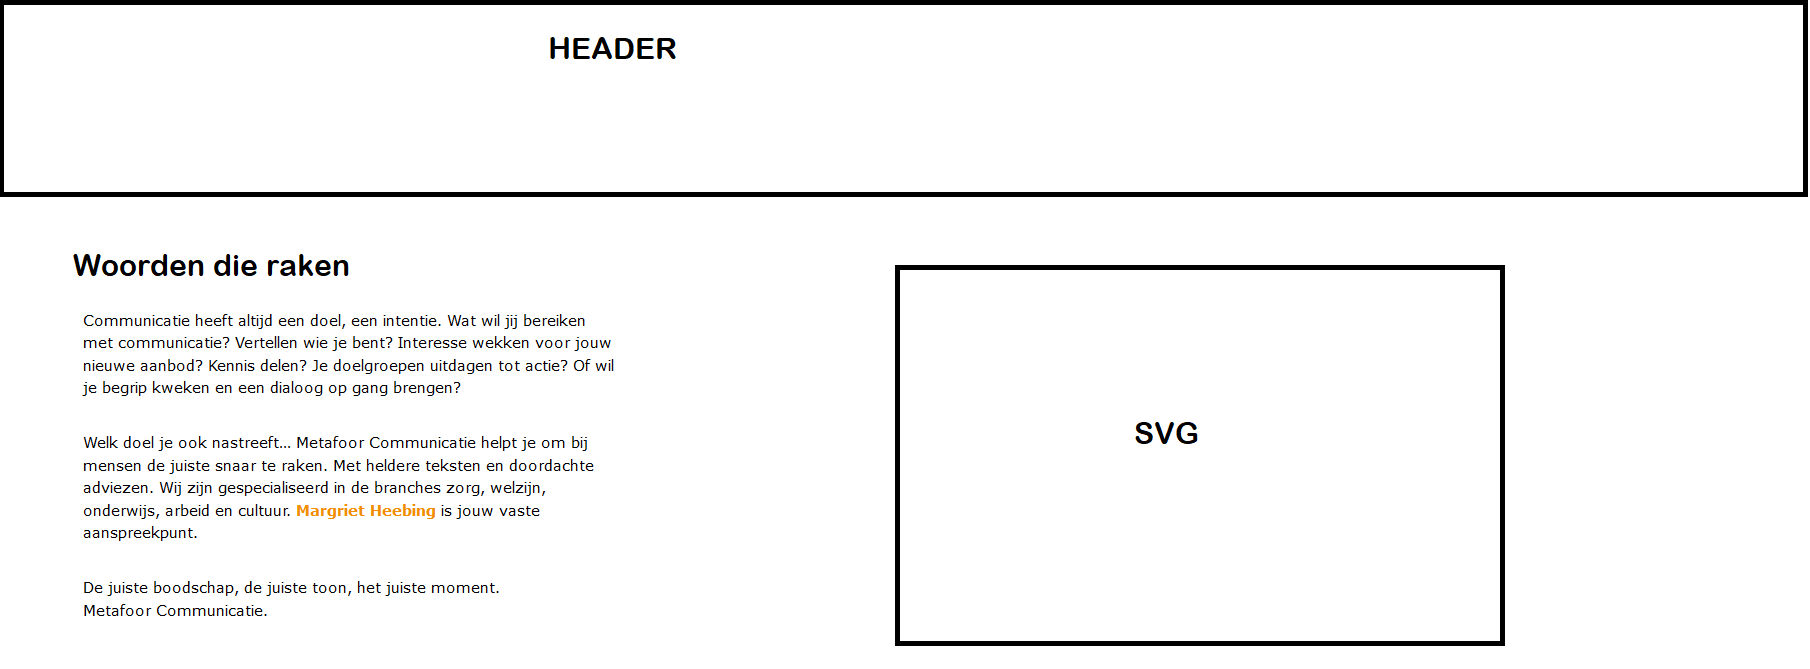 HEADER
Woorden die raken
Communicatie heeft altijd een doel, een intentie. Wat wil jij bereiken
met communicatie? Vertellen wie je bent? Interesse wekken voor jouw
nieuwe aanbod? Kennis delen? Je doelgroepen uitdagen tot actie? Of wil
je begrip kweken en een dialoog op gang brengen?
Welk doel je ook nastreeft... Metafoor Communicatie helpt je om bij
mensen de juiste snaar te raken. Met heldere teksten en doordachte
adviezen. Wij zijn gespecialiseerd in de branches zorg, welzijn,
onderwijs, arbeid en cultuur. Margriet Heebing is jouw vaste
aanspreekpunt.
De juiste boodschap, de juiste toon, het juiste moment.
Metafoor Communicatie.
SVG